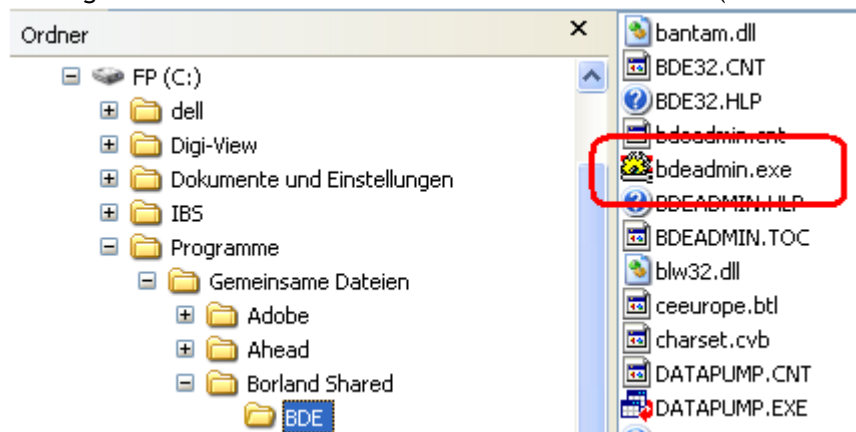 Ordner
FP (C:)
dell
Digi-View
Dokumente und Einstellungen
IBS
Programme
Gemeinsame Dateien
Adobe
Ahead
Borland Shared
BDE
bantam.dll
BDE32.CNT
BDE32.HLP
bdeadmin.cnt
bdeadmin.exe
BDEADMIN.HLP
BDEADMIN.TOC
blw32.dll
ceeurope.btl
charset.cvb
DATAPUMP.CNT
DATAPUMP.EXE